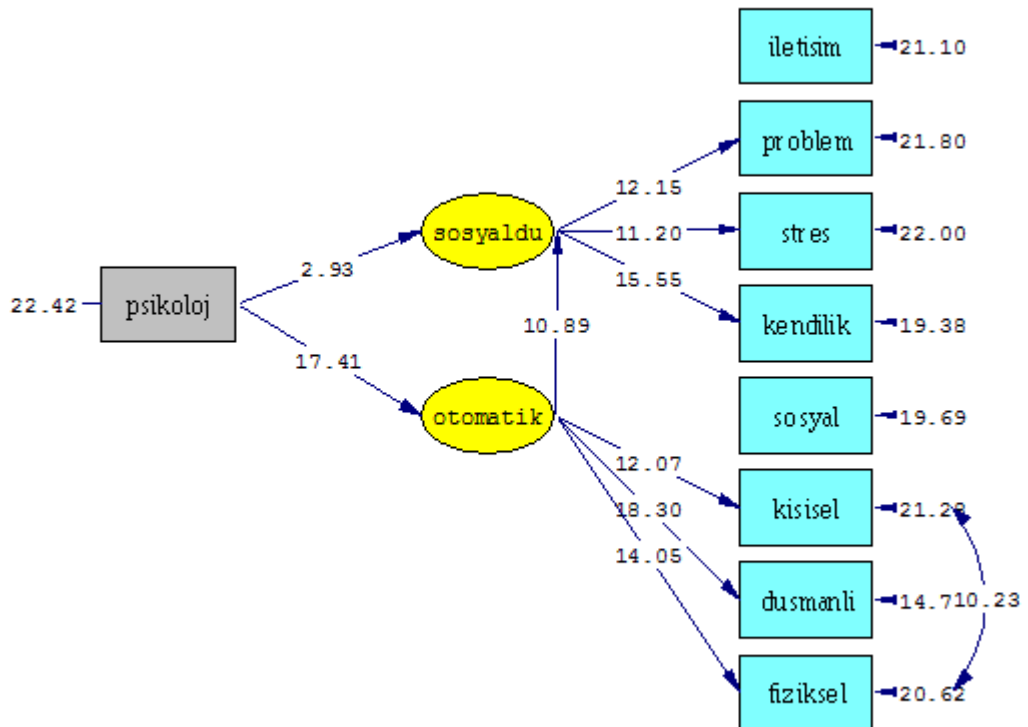 iletisim
21.10
problem
21.80
12.15
sosyaldu
11.20
stres
22.00
2.93
15.55
22.42
psikoloj
10.89
kendilik
19.38
17.41
otomatik
sosyal
19.69
12.07
18.30
kisisel
14.05
dusmanli
10.23
fiziksel
20.62